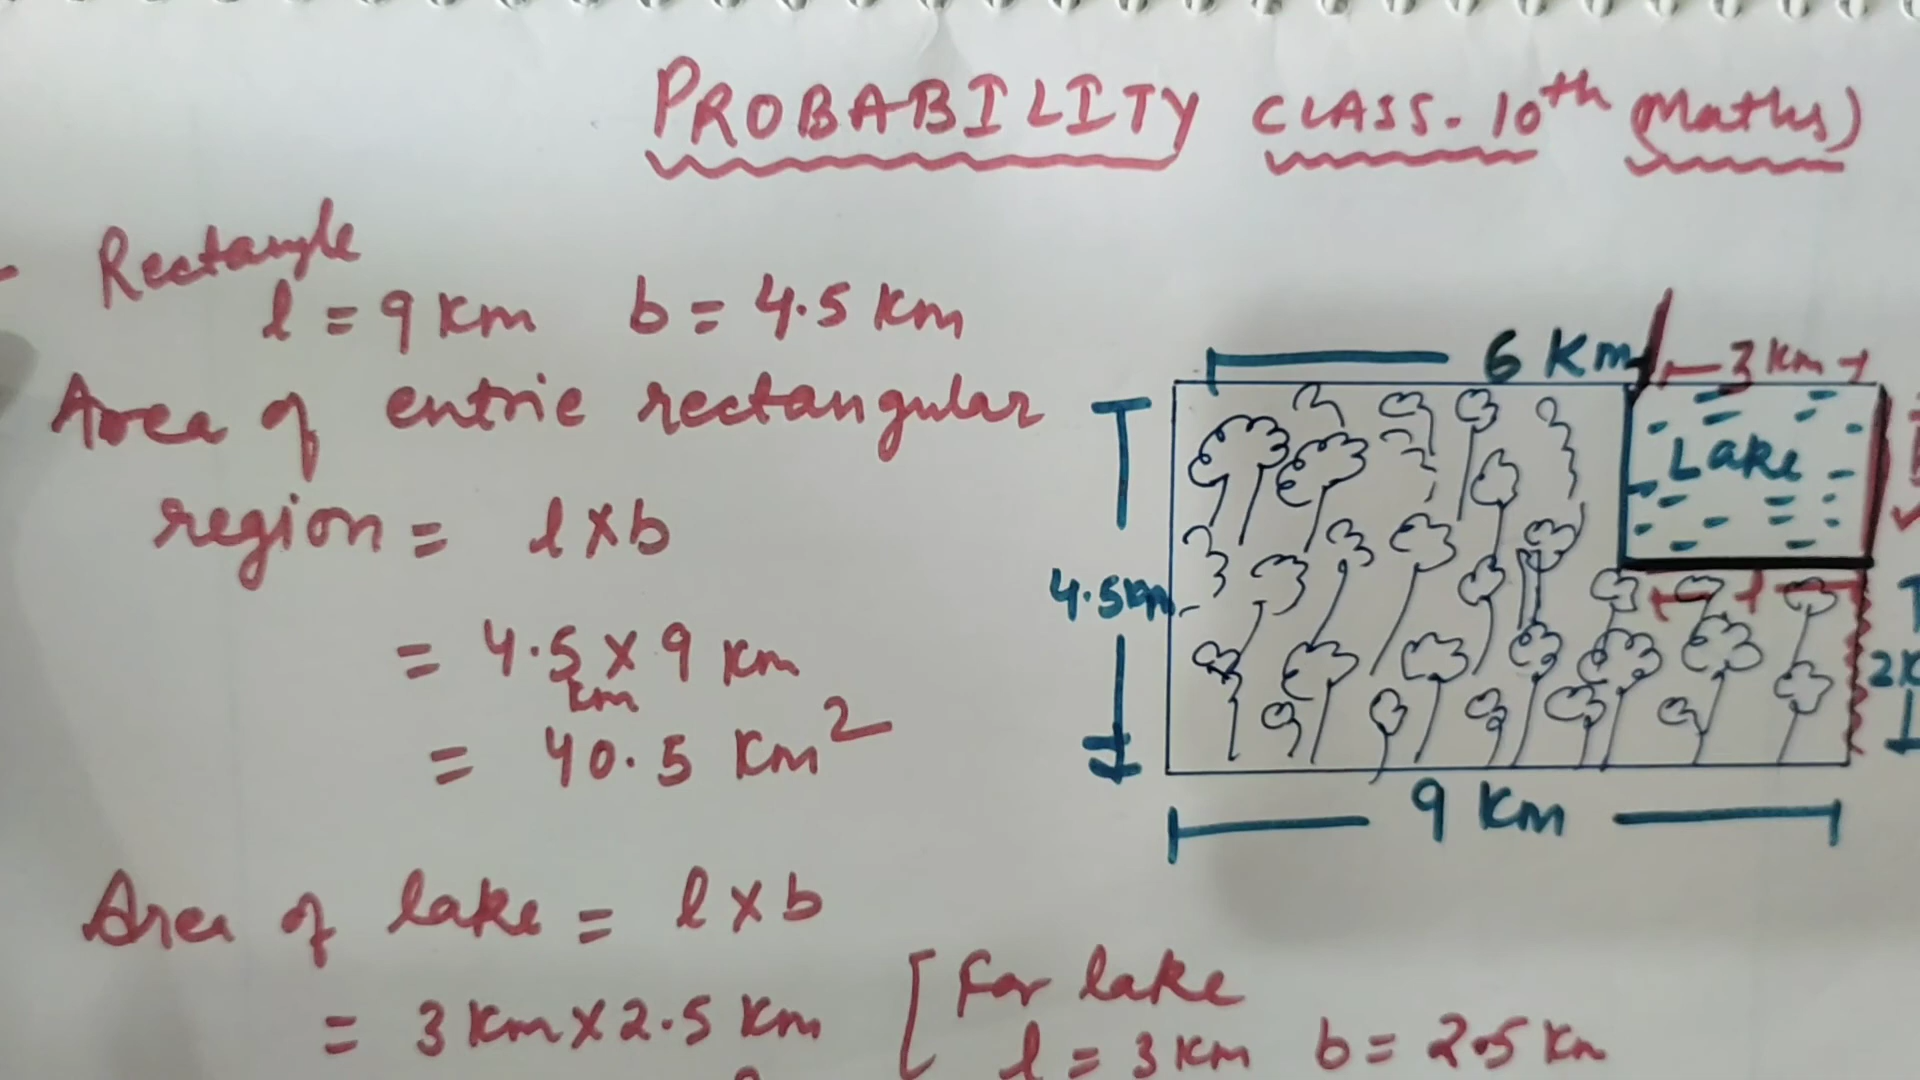 PROBABILITY CLASS. 10th Maths)
Rectangle
l = 9 Km b = 4.5 Km
Area of entrie rectangular
region = l x b
= 4.5 x 9 Km
Km
= 40.5 Km2
Area of lake = l x b
= 3 Km x 2.5 Km
[ For lake
l = 3 Km b = 2.5 Km
6 Km
3 Km
Lake
4.5 Km
9 Km